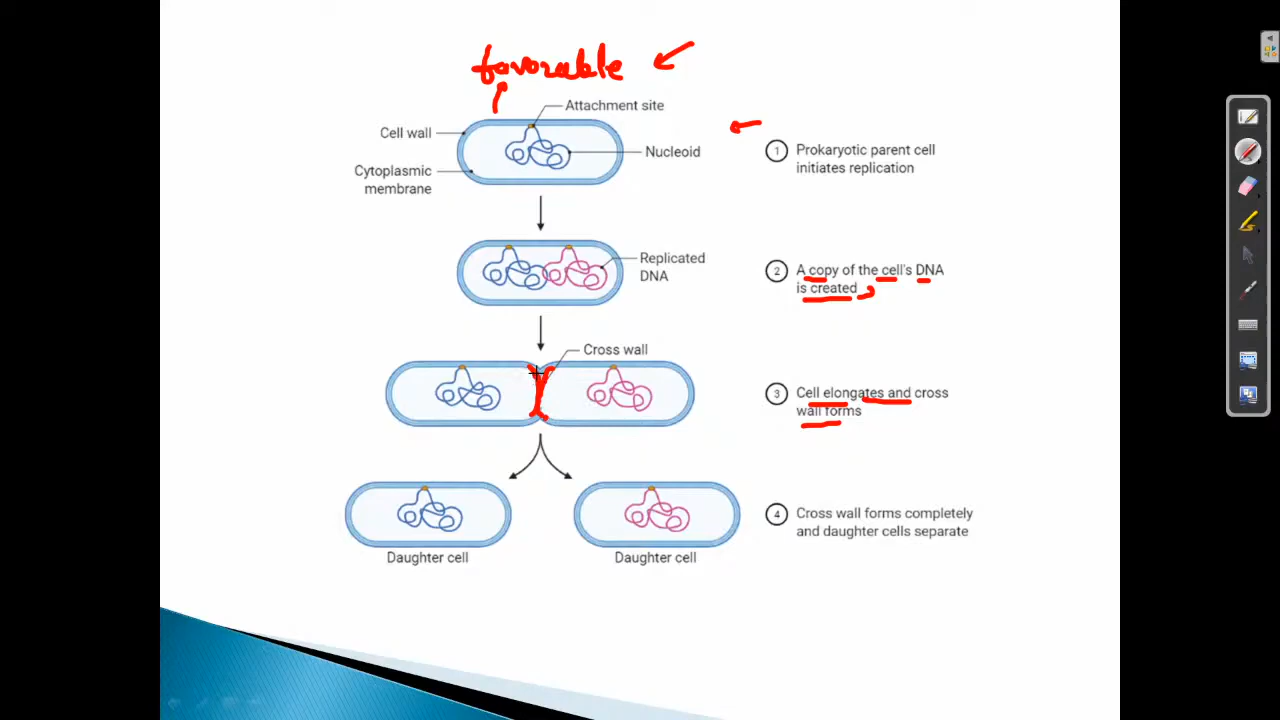 favorable
Attachment site
Cell wall
Nucleoid
Cytoplasmic
membrane
1 Prokaryotic parent cell
initiates replication
Replicated
DNA
2 A copy of the cell's DNA
is created
Cross wall
3 Cell elongates and cross
wall forms
4 Cross wall forms completely
and daughter cells separate
Daughter cell
Daughter cell